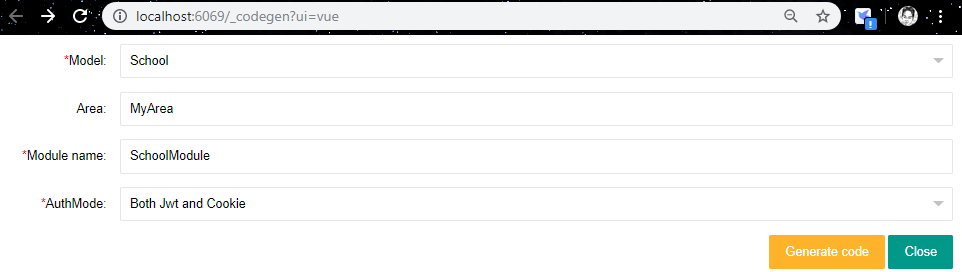 localhost:6069/_codegen?ui=vue
*Model: School
Area: MyArea
*Module name: SchoolModule
*AuthMode: Both Jwt and Cookie
Generate code Close